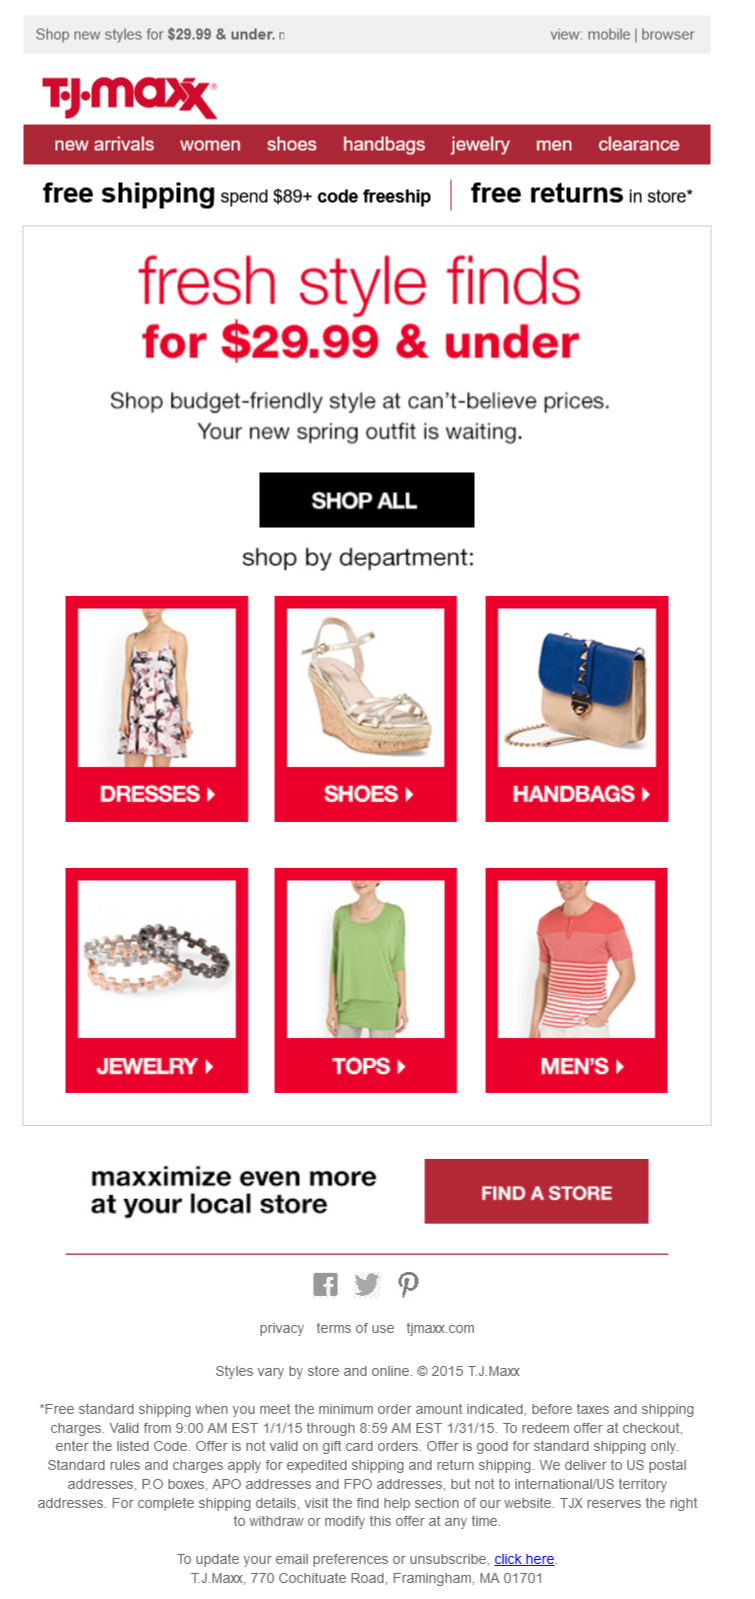 Shop new styles for $29.99 & under.
view: mobile | browser
T·J·maxx®
new arrivals women shoes handbags jewelry men clearance
free shipping spend $89+ code freeship | free returns in store*
fresh style finds
for $29.99 & under
Shop budget-friendly style at can't-believe prices.
Your new spring outfit is waiting.
SHOP ALL
shop by department:
DRESSES
SHOES
HANDBAGS
JEWELRY
TOPS
MEN'S
maxximize even more
at your local store
FIND A STORE
privacy terms of use tjmaxx.com
Styles vary by store and online. © 2015 T.J.Maxx
*Free standard shipping when you meet the minimum order amount indicated, before taxes and shipping
charges. Valid from 9:00 AM EST 1/1/15 through 8:59 AM EST 1/31/15. To redeem offer at checkout,
enter the listed Code. Offer is not valid on gift card orders. Offer is good for standard shipping only.
Standard rules and charges apply for expedited shipping and return shipping. We deliver to US postal
addresses, P.O boxes, APO addresses and FPO addresses, but not to international/US territory
addresses. For complete shipping details, visit the find help section of our website. TJX reserves the right
to withdraw or modify this offer at any time.
To update your email preferences or unsubscribe, click here.
T.J.Maxx, 770 Cochituate Road, Framingham, MA 01701